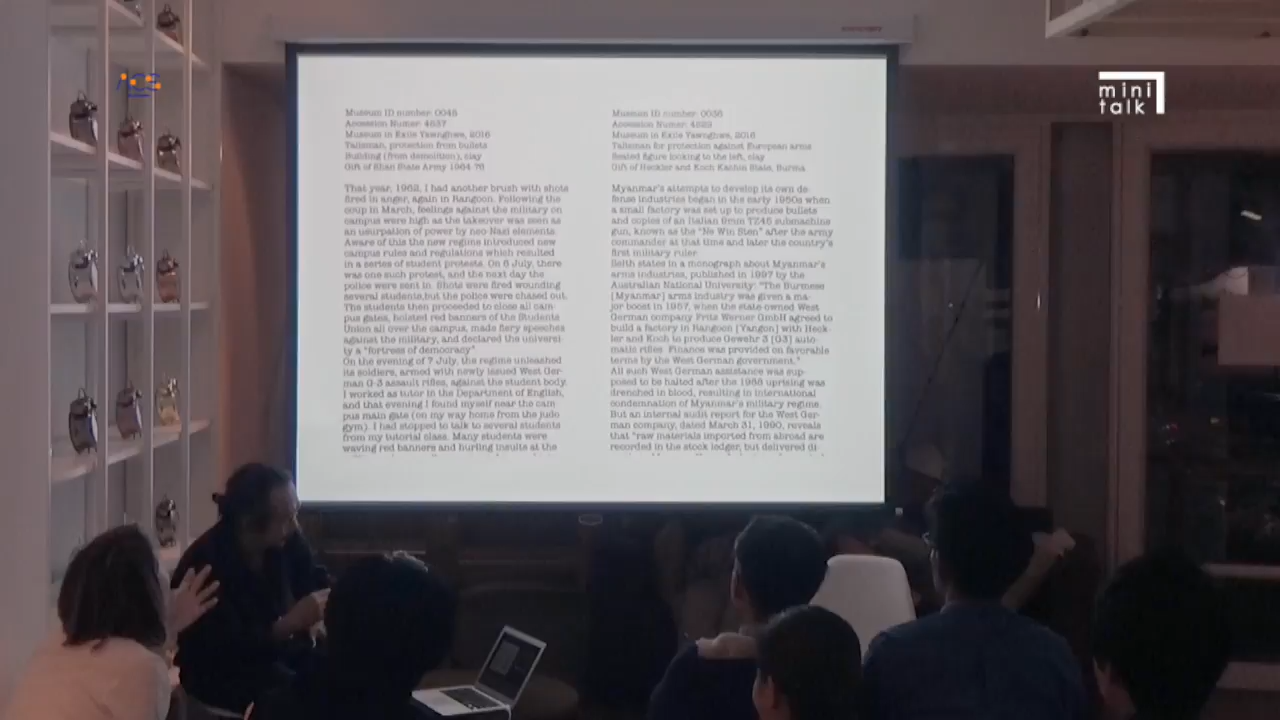 mini
talk
Museum ID number: 0045
Accession Numer: 4537
Museum in Exile Yawnghwe, 2016
Talisman, protection from bullets
Building (from demolition), clay
Gift of Shan State Army 1964-76
That year, 1962, I had another brush with shots
fired in anger, again in Rangoon. Following the
coup in March, feelings against the military on
campus were high as the takeover was seen as
an usurpation of power by neo-Nazi elements.
Aware of this the new regime introduced new
campus rules and regulations which resulted
in a series of student protests. On 6 July, there
was one such protest, and the next day the
police were sent in. Shots were fired wounding
several students,but the police were chased out.
The students then proceeded to close all cam-
pus gates, hoisted red banners of the Students
Union all over the campus, made fiery speeches
against the military, and declared the universi-
ty a "fortress of democracy"
On the evening of 7 July, the regime unleashed
its soldiers, armed with newly issued West Ger-
man G-3 assault rifles, against the student body.
I worked as tutor in the Department of English,
and that evening I found myself near the cam-
pus main gate (on my way home from the judo
gym). I had stopped to talk to several students
from my tutorial class. Many students were
waving red banners and hurling insults at the
Museum ID number: 0036
Accession Numer: 4529
Museum in Exile Yawnghwe, 2016
Talisman for protection against European arms
Sealed figure looking to the left, clay
Gift of Heckler and Koch Kachin State, Burma
Myanmar's attempts to develop its own de-
fense industries began in the early 1950s when
a small factory was set up to produce bullets
and copies of an Italian 9mm TZ45 submachine
gun, known as the "Ne Win Sten" after the army
commander at that time and later the country's
first military ruler.
Selth states in a monograph about Myanmar's
arms industries, published in 1997 by the
Australian National University: "The Burmese
[Myanmar] arms industry was given a ma-
jor boost in 1957, when the state-owned West
German company Fritz Werner GmbH agreed to
build a factory in Rangoon [Yangon] with Heck-
ler and Koch to produce Gewehr 3 [G3] auto-
matic rifles. Finance was provided on favorable
terms by the West German government."
All such West German assistance was sup-
posed to be halted after the 1988 uprising was
drenched in blood, resulting in international
condemnation of Myanmar's military regime.
But an internal audit report for the West Ger-
man company, dated March 31, 1990, reveals
that "raw materials imported from abroad are
recorded in the stock ledger, but delivered di-